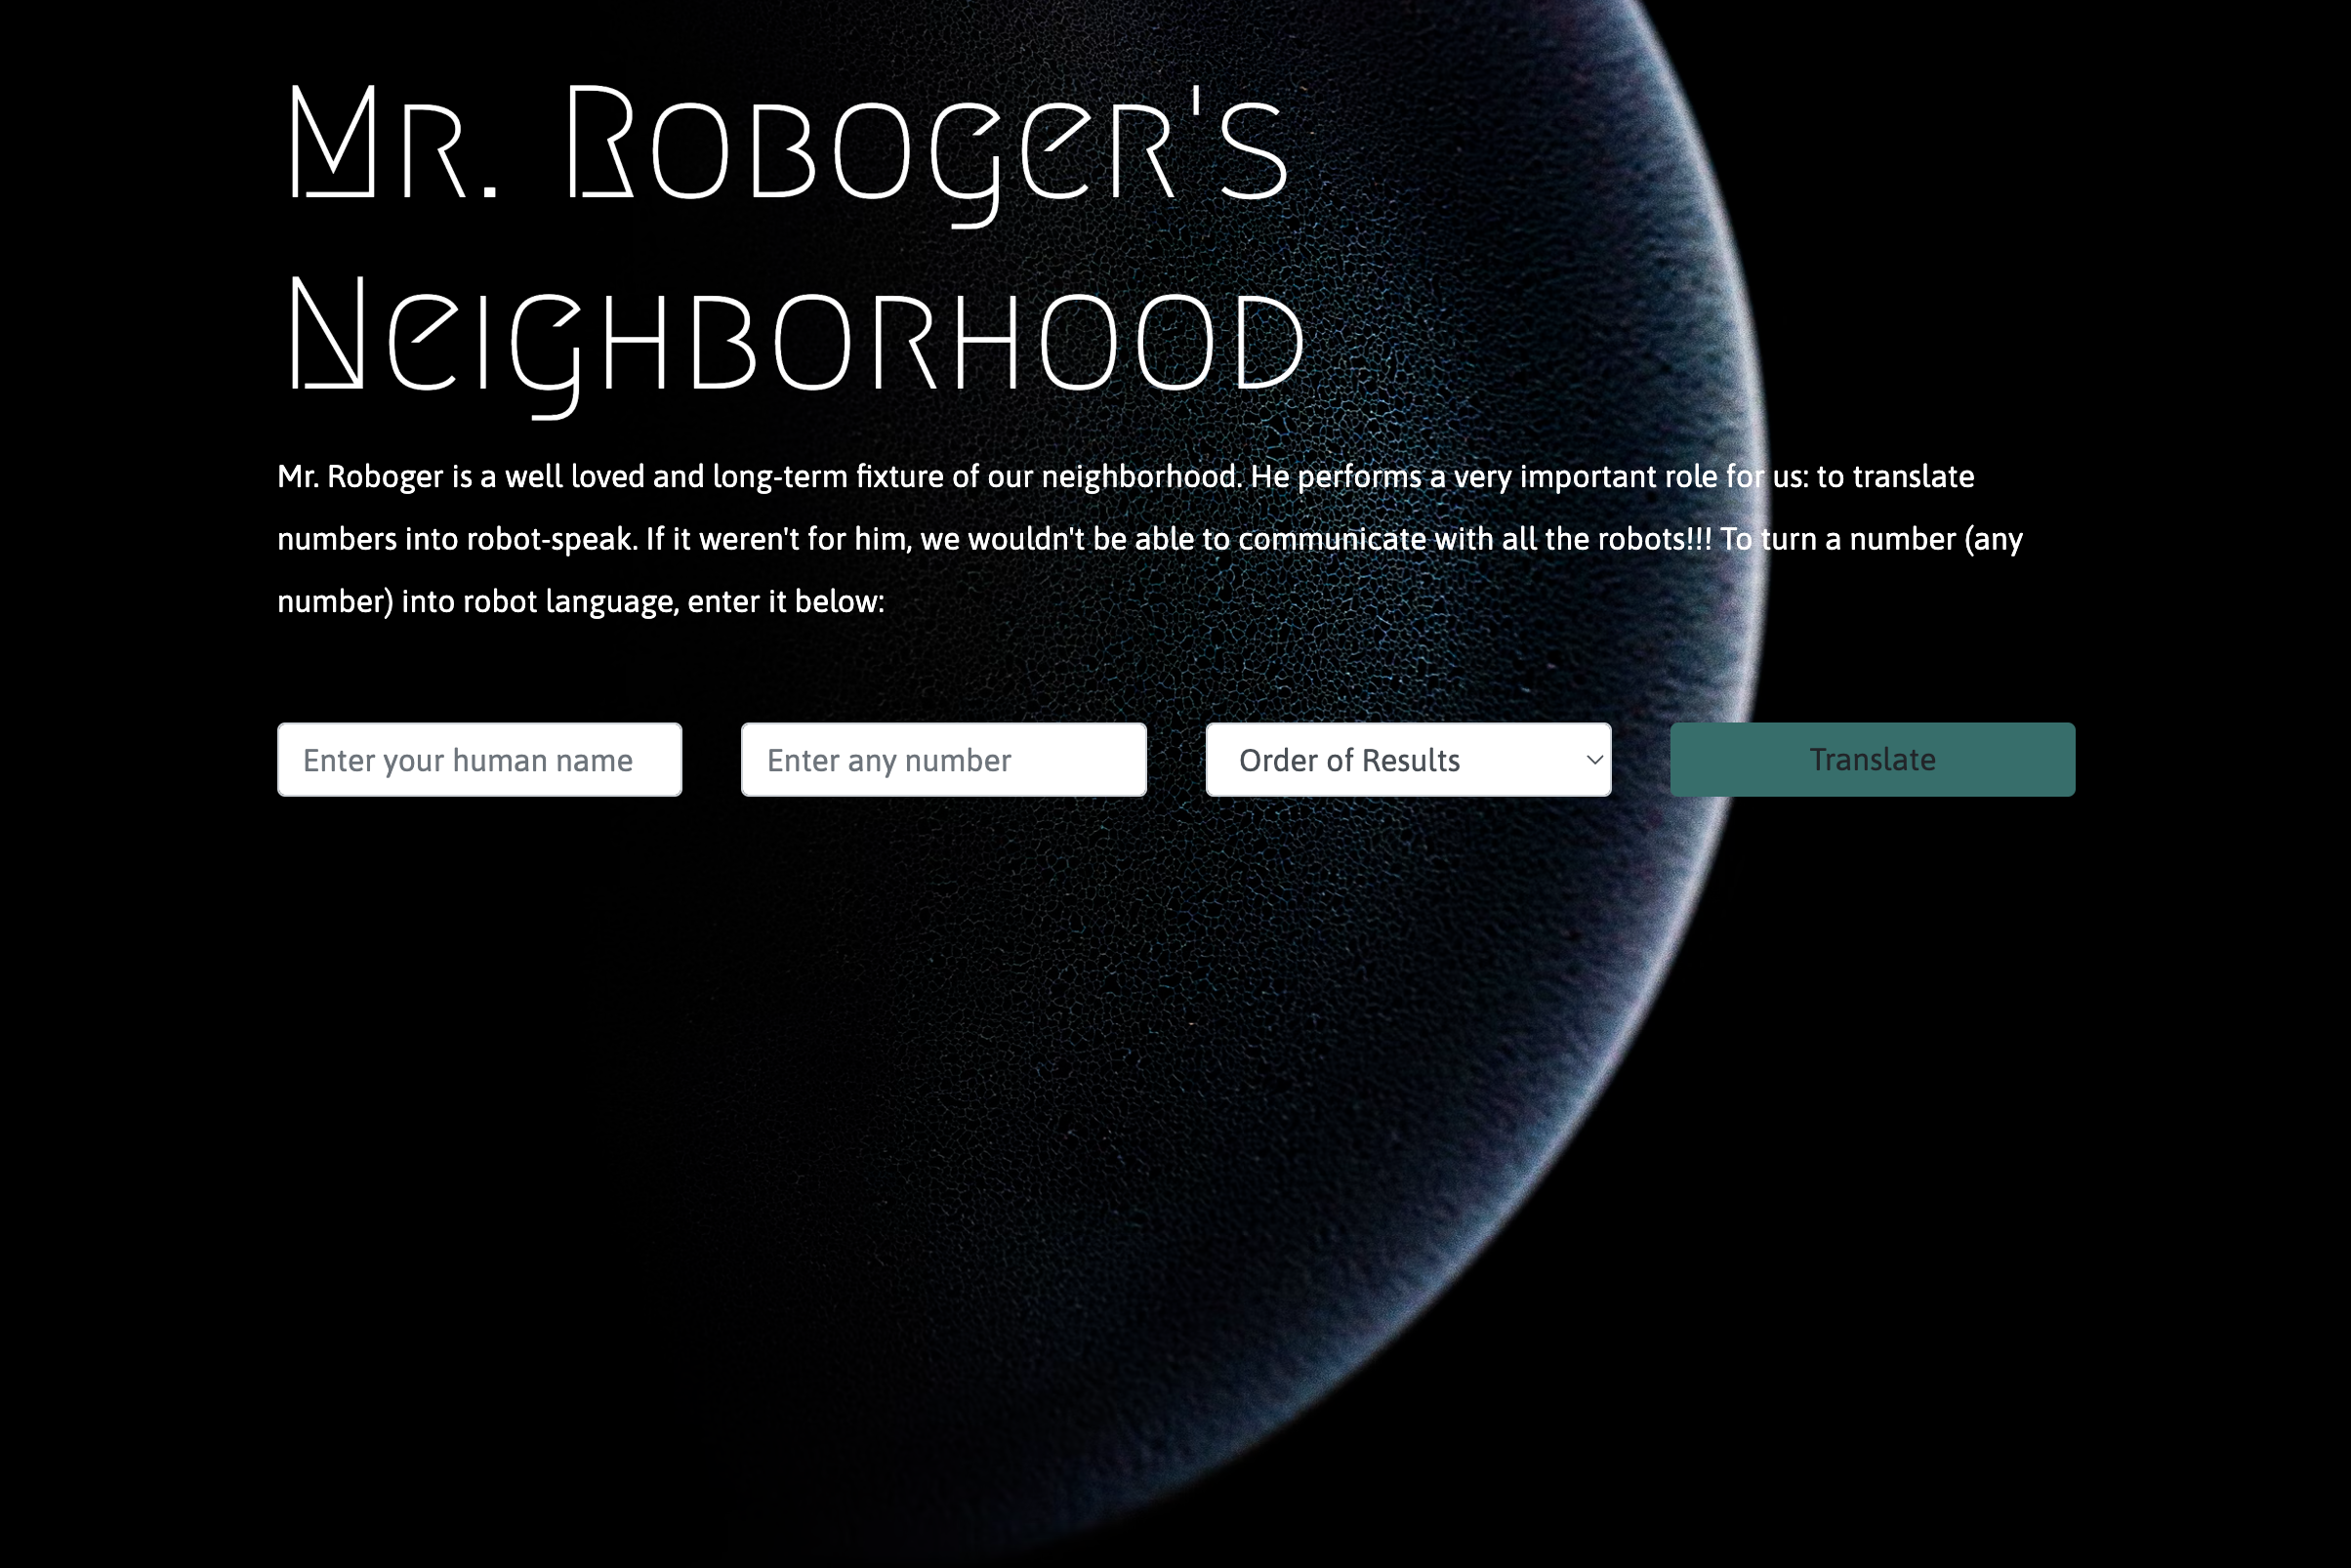 Mr. Roboger's
Neighborhood
Mr. Roboger is a well loved and long-term fixture of our neighborhood. He performs a very important role for us: to translate
numbers into robot-speak. If it weren't for him, we wouldn't be able to communicate with all the robots!!! To turn a number (any
number) into robot language, enter it below:
Enter your human name
Enter any number
Order of Results
Translate